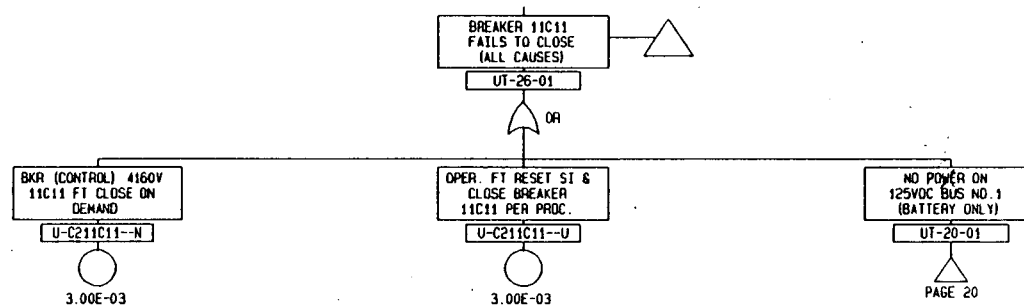 BREAKER 11C11
FAILS TO CLOSE
(ALL CAUSES)
UT-26-01
OR
BKR (CONTROL) 4160V
11C11 FT CLOSE ON
DEMAND
U-C211C11--N
3.00E-03
OPER. FT RESET SI &
CLOSE BREAKER
11C11 PER PROC.
U-C211C11--U
3.00E-03
NO POWER ON
125VDC BUS NO.1
(BATTERY ONLY)
UT-20-01
PAGE 20